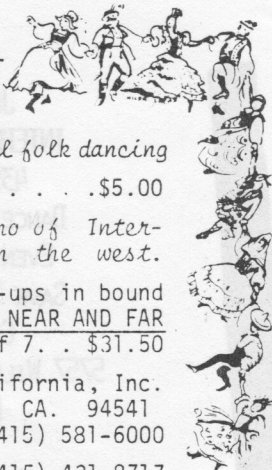 l folk dancing
. . . .$5.00
no of Inter-
n the west.
-ups in bound
NEAR AND FAR
f 7. . $31.50
ifornia, Inc.
CA. 94541
415) 581-6000